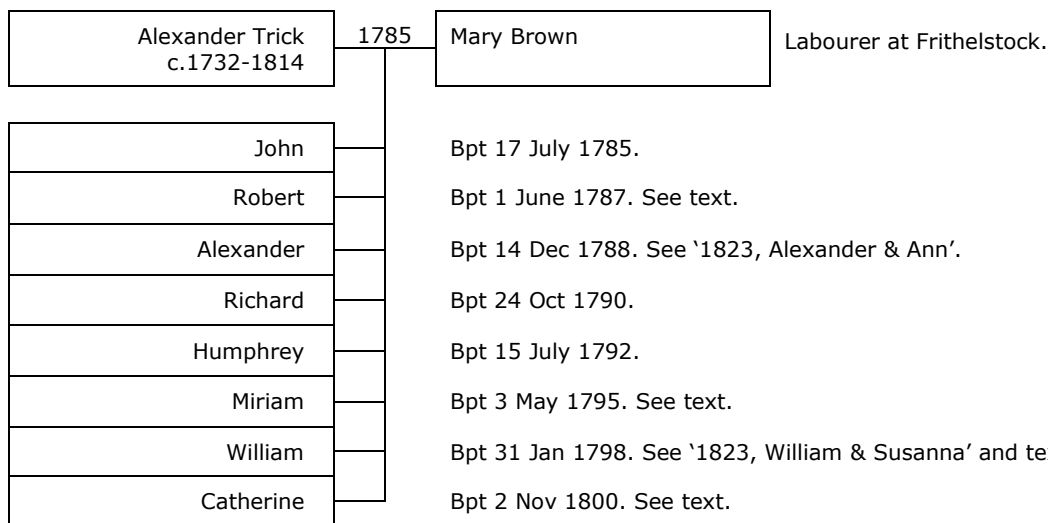 Alexander Trick 1785 Mary Brown Labourer at Frithelstock.
c.1732-1814
John Bpt 17 July 1785.
Robert Bpt 1 June 1787. See text.
Alexander Bpt 14 Dec 1788. See ‘1823, Alexander & Ann’.
Richard Bpt 24 Oct 1790.
Humphrey Bpt 15 July 1792.
Miriam Bpt 3 May 1795. See text.
William Bpt 31 Jan 1798. See ‘1823, William & Susanna’ and
Catherine Bpt 2 Nov 1800. See text.